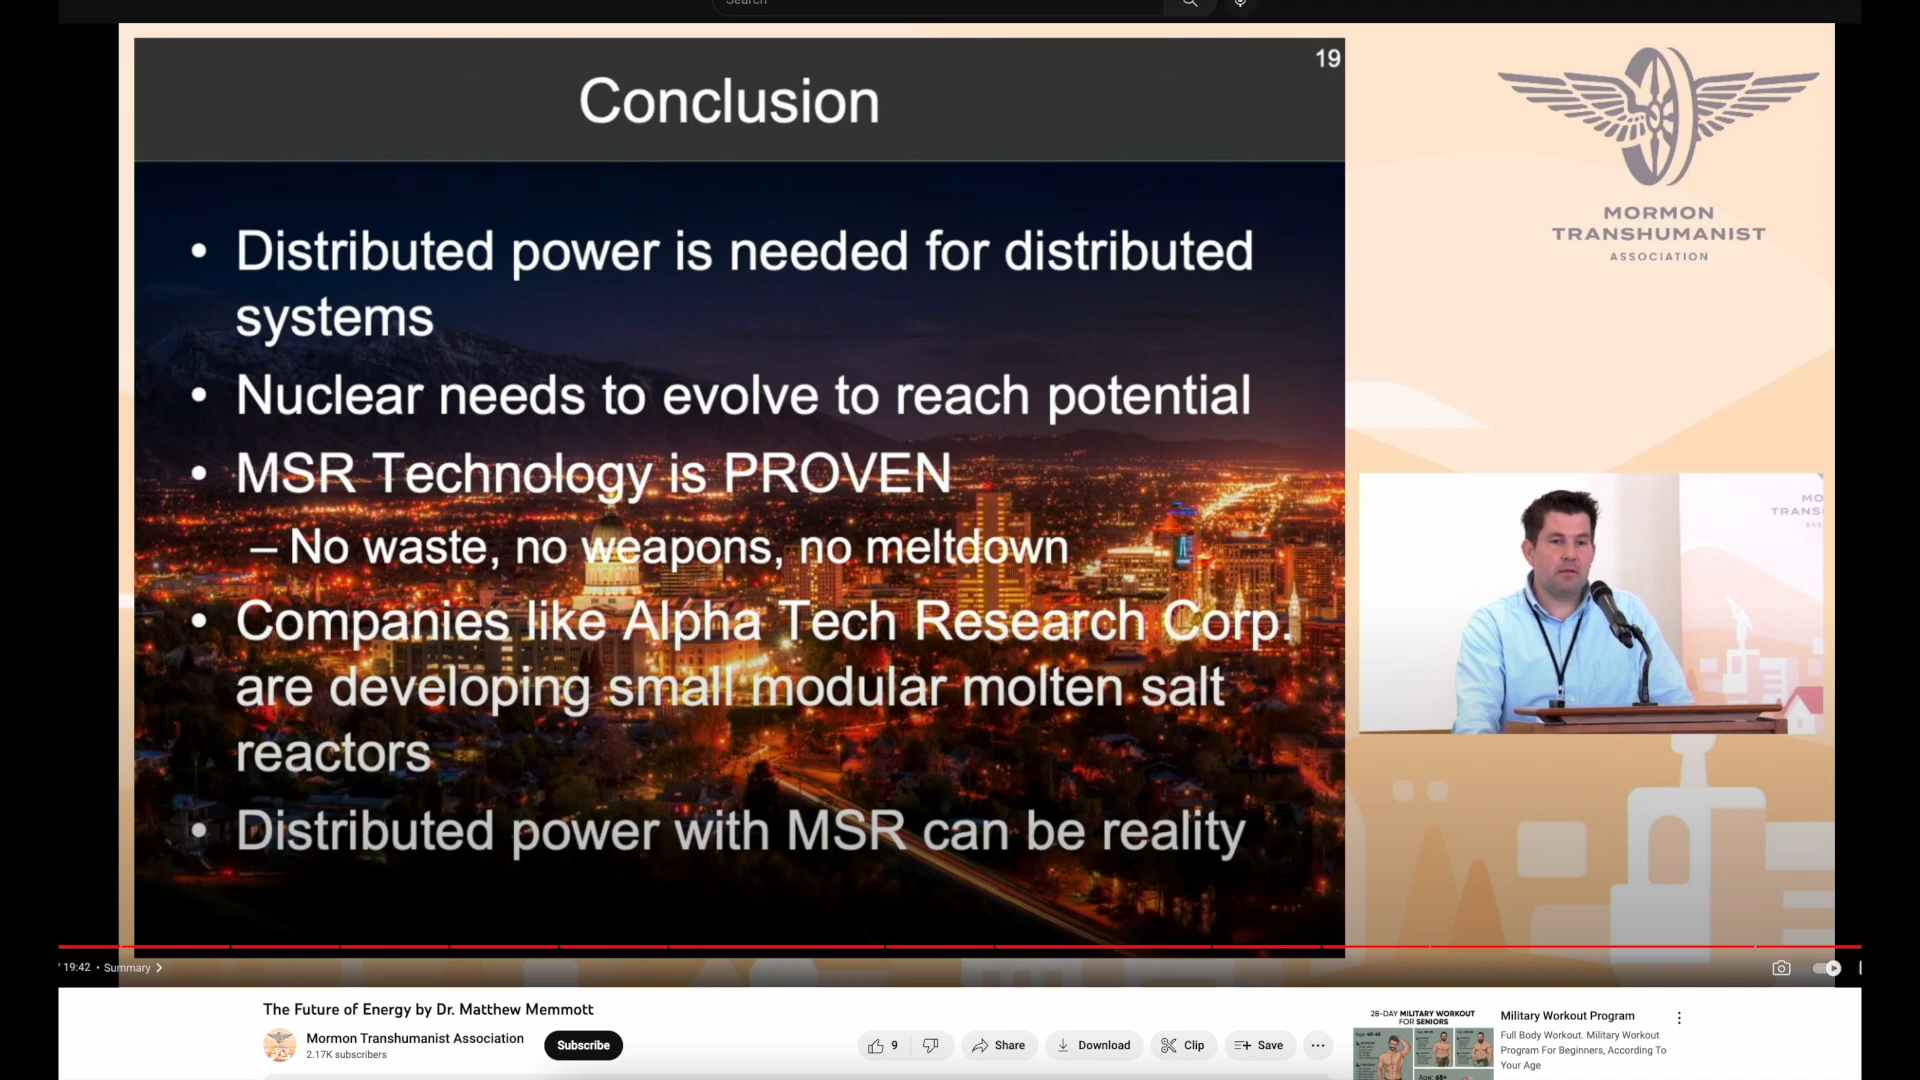 Search
19
Conclusion
• Distributed power is needed for distributed
systems
• Nuclear needs to evolve to reach potential
• MSR Technology is PROVEN
– No waste, no weapons, no meltdown
• Companies like Alpha Tech Research Corp.
are developing small modular molten salt
reactors
• Distributed power with MSR can be reality
MORMON
TRANSHUMANIST
ASSOCIATION
MO
TRANS
/ 19:42 • Summary
The Future of Energy by Dr. Matthew Memmott
Mormon Transhumanist Association
2.17K subscribers
Subscribe
9
Share
Download
Clip
Save
28-DAY MILITARY WORKOUT
FOR SENIORS
Military Workout Program
Full Body Workout. Military Workout
Program For Beginners, According To
Your Age